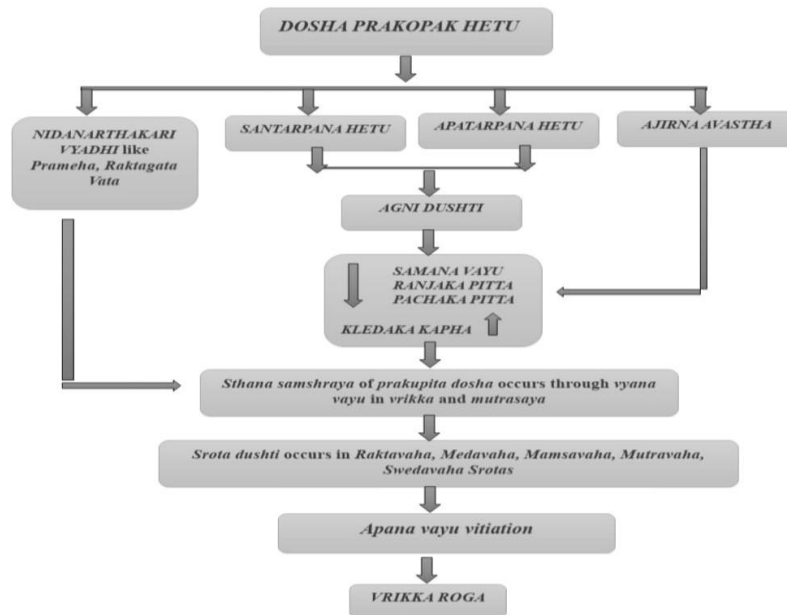 DOSHA PRAKOPAK HETU
NIDANARTHAKARI
VYADHI like
Prameha, Raktagata
Vata
SANTARPANA HETU
APATARPANA HETU
AJIRNA AVASTHA
AGNI DUSHTI
SAMANA VAYU
RANJAKA PITTA
PACHAKA PITTA
KLEDAKA KAPHA
Sthana samshraya of prakupita dosha occurs through vyana
vayu in vrikka and mutrasaya
Srota dushti occurs in Raktavaha, Medavaha, Mamsavaha, Mutravaha,
Swedavaha Srotas
Apana vayu vitiation
VRIKKA ROGA